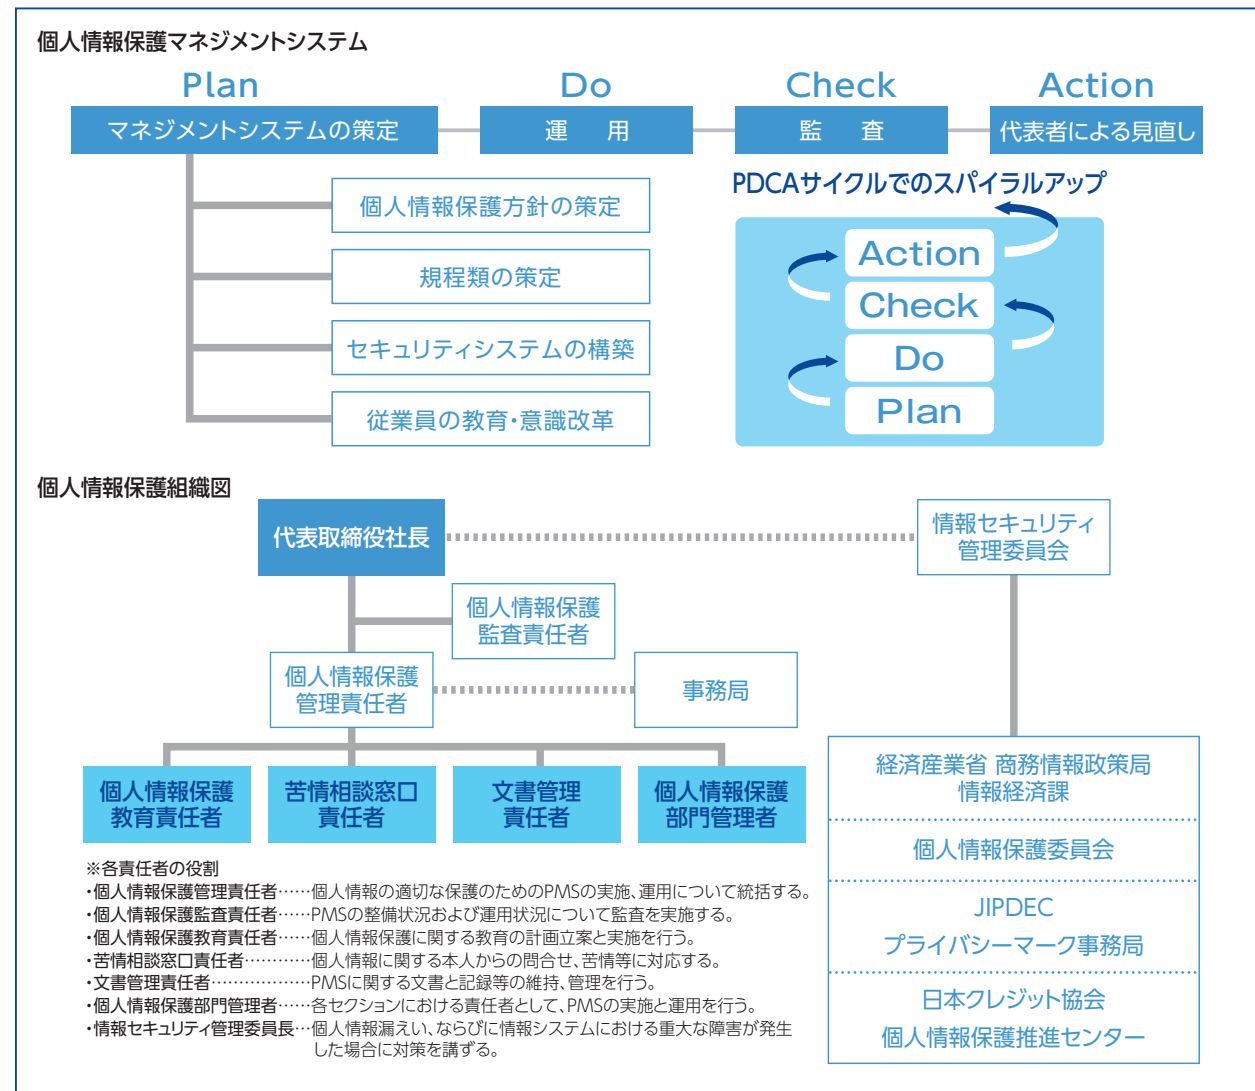 個人情報保護マネジメントシステム
Plan
Do
Check
Action
マネジメントシステムの策定
運　用
監　査
代表者による見直し
個人情報保護方針の策定
規程類の策定
セキュリティシステムの構築
従業員の教育・意識改革
PDCAサイクルでのスパイラルアップ
Action
Check
Do
Plan
個人情報保護組織図
代表取締役社長
情報セキュリティ
管理委員会
個人情報保護
監査責任者
個人情報保護
管理責任者
事務局
個人情報保護
教育責任者
苦情相談窓口
責任者
文書管理
責任者
個人情報保護
部門管理者
経済産業省 商務情報政策局
情報経済課
個人情報保護委員会
JIPDEC
プライバシーマーク事務局
日本クレジット協会
個人情報保護推進センター
※各責任者の役割
・個人情報保護管理責任者……個人情報の適切な保護のためのPMSの実施、運用について統括する。
・個人情報保護監査責任者……PMSの整備状況および運用状況について監査を実施する。
・個人情報保護教育責任者……個人情報保護に関する教育の計画立案と実施を行う。
・苦情相談窓口責任者…………個人情報に関する本人からの問合せ、苦情等に対応する。
・文書管理責任者………………PMSに関する文書と記録等の維持、管理を行う。
・個人情報保護部門管理者……各セクションにおける責任者として、PMSの実施と運用を行う。
・情報セキュリティ管理委員長…個人情報漏えい、ならびに情報システムにおける重大な障害が発生
した場合に対策を講ずる。